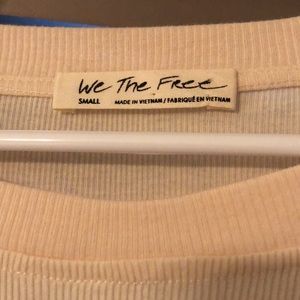 We The Free
SMALL
MADE IN VIETNAM / FABRIQUÉ EN VIETNAM